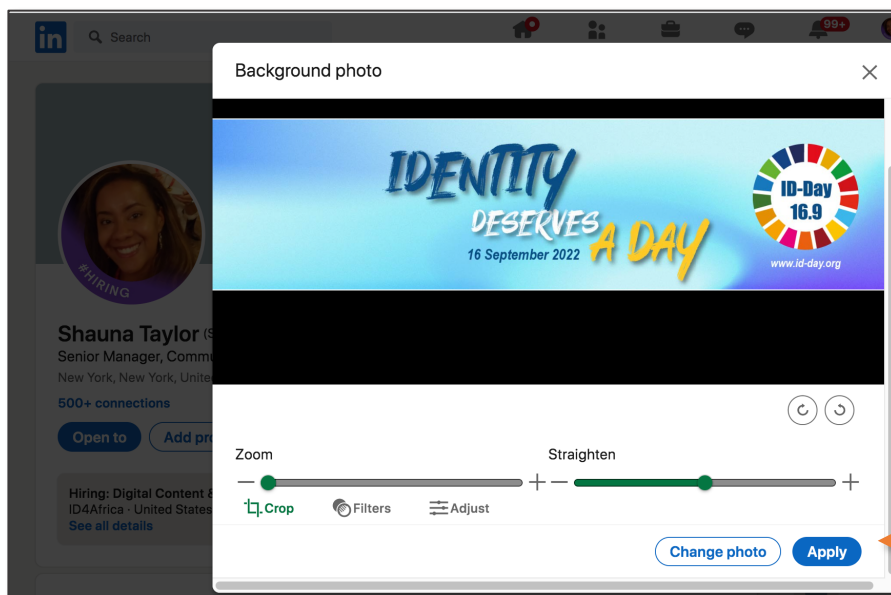 in
Search
99+
Background photo
IDENTITY
DESERVES
A DAY
16 September 2022
ID-Day
16.9
www.id-day.org
#HIRING
Shauna Taylor (S
Senior Manager, Commu
New York, New York, Unite
500+ connections
Open to
Add pro
Hiring: Digital Content &
ID4Africa · United States
See all details
Zoom
Straighten
Crop
Filters
Adjust
Change photo
Apply